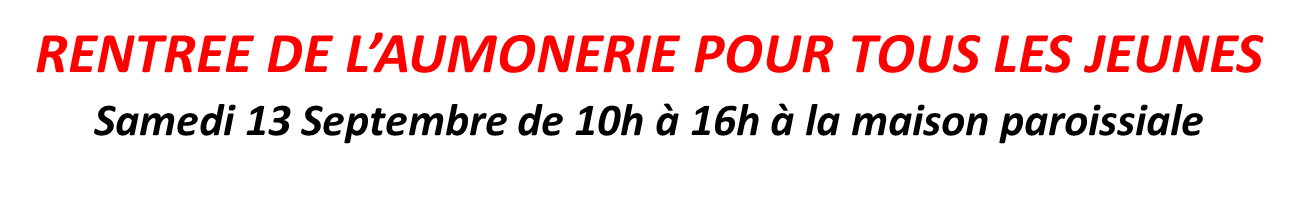 RENTREE DE L’AUMONERIE POUR TOUS LES JEUNES
Samedi 13 Septembre de 10h à 16h à la maison paroissiale